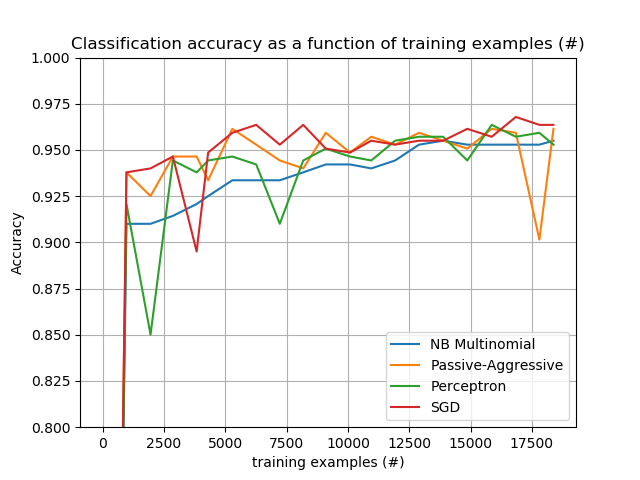 Classification accuracy as a function of training examples (#)
1.000
0.975
0.950
0.925
0.900
0.875
0.850
0.825
0.800
Accuracy
NB Multinomial
Passive-Aggressive
Perceptron
SGD
0 2500 5000 7500 10000 12500 15000 17500
training examples (#)